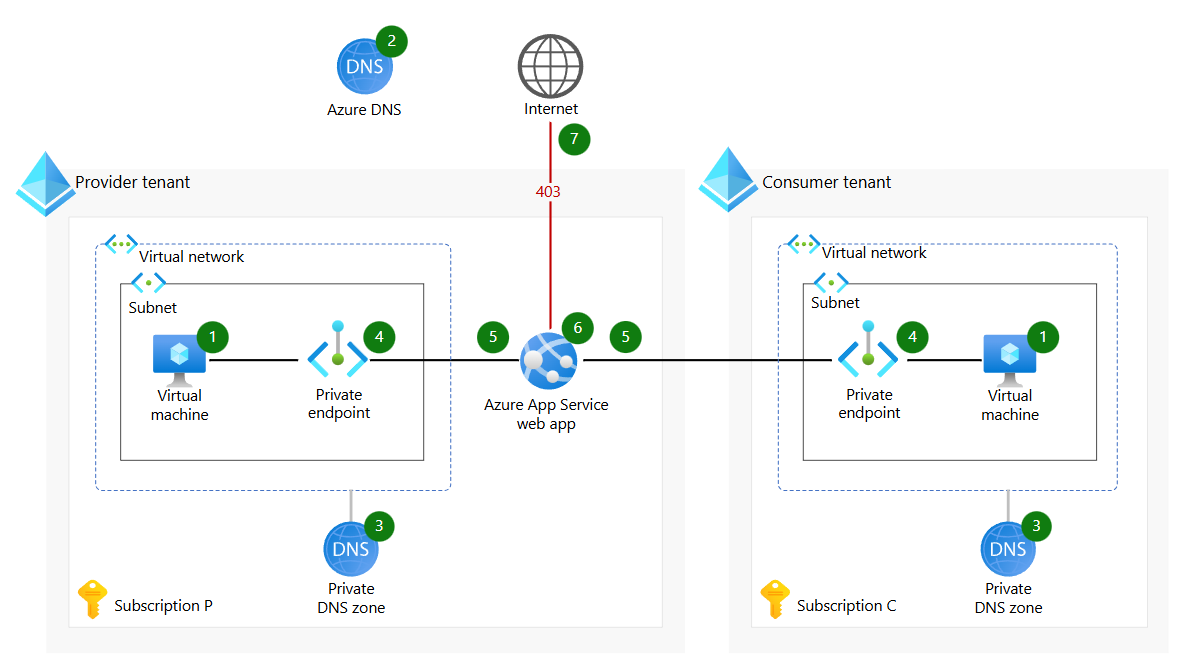 2
DNS
Azure DNS
Internet
7
Provider tenant
403
Consumer tenant
Virtual network
Subnet
1
Virtual
machine
4
Private
endpoint
5
6
5
Azure App Service
web app
Virtual network
Subnet
4
Private
endpoint
1
Virtual
machine
3
DNS
Private
DNS zone
Subscription P
3
DNS
Private
DNS zone
Subscription C